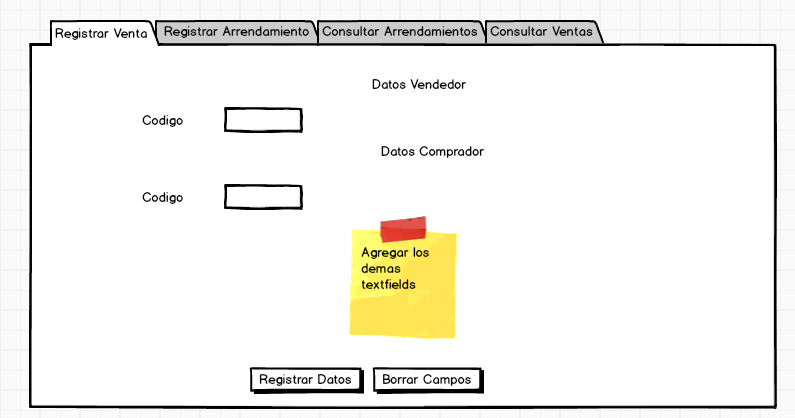 Registrar Venta
Registrar Arrendamiento
Consultar Arrendamientos
Consultar Ventas
Datos Vendedor
Codigo
Datos Comprador
Codigo
Agregar los
demas
textfields
Registrar Datos
Borrar Campos